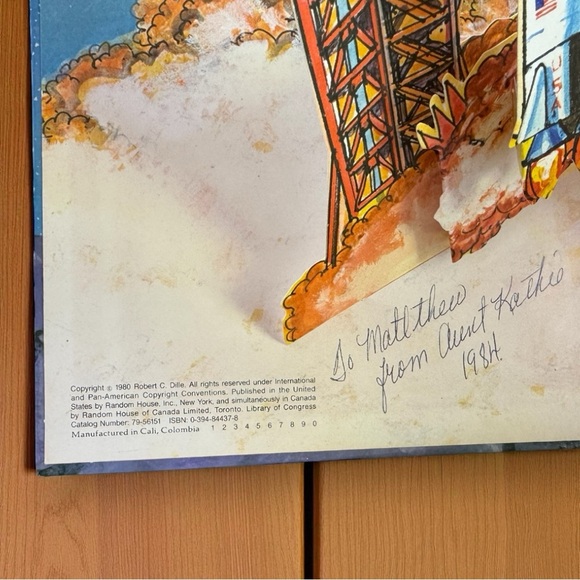 USA
To Matlthew
from Aunt Kathie
1984.
Copyright © 1980 Robert C. Dille. All rights reserved under International
and Pan-American Copyright Conventions. Published in the United
States by Random House, Inc., New York, and simultaneously in Canada
by Random House of Canada Limited, Toronto. Library of Congress
Catalog Number: 79-56151 ISBN: 0-394-84437-8
Manufactured in Cali, Colombia 1 2 3 4 5 6 7 8 9 0